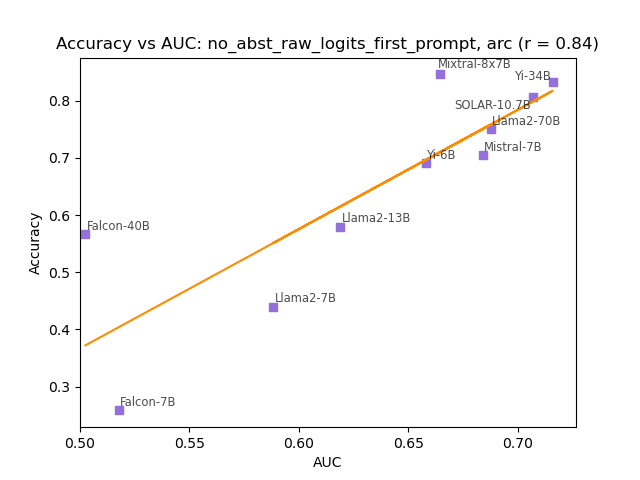 Accuracy vs AUC: no_abst_raw_logits_first_prompt, arc (r = 0.84)
Mixtral-8x7B
Yi-34B
SOLAR-10.7B
Llama2-70B
Mistral-7B
Yi-6B
Falcon-40B
Llama2-13B
Llama2-7B
Falcon-7B
Accuracy
0.8
0.7
0.6
0.5
0.4
0.3
0.50 0.55 0.60 0.65 0.70
AUC